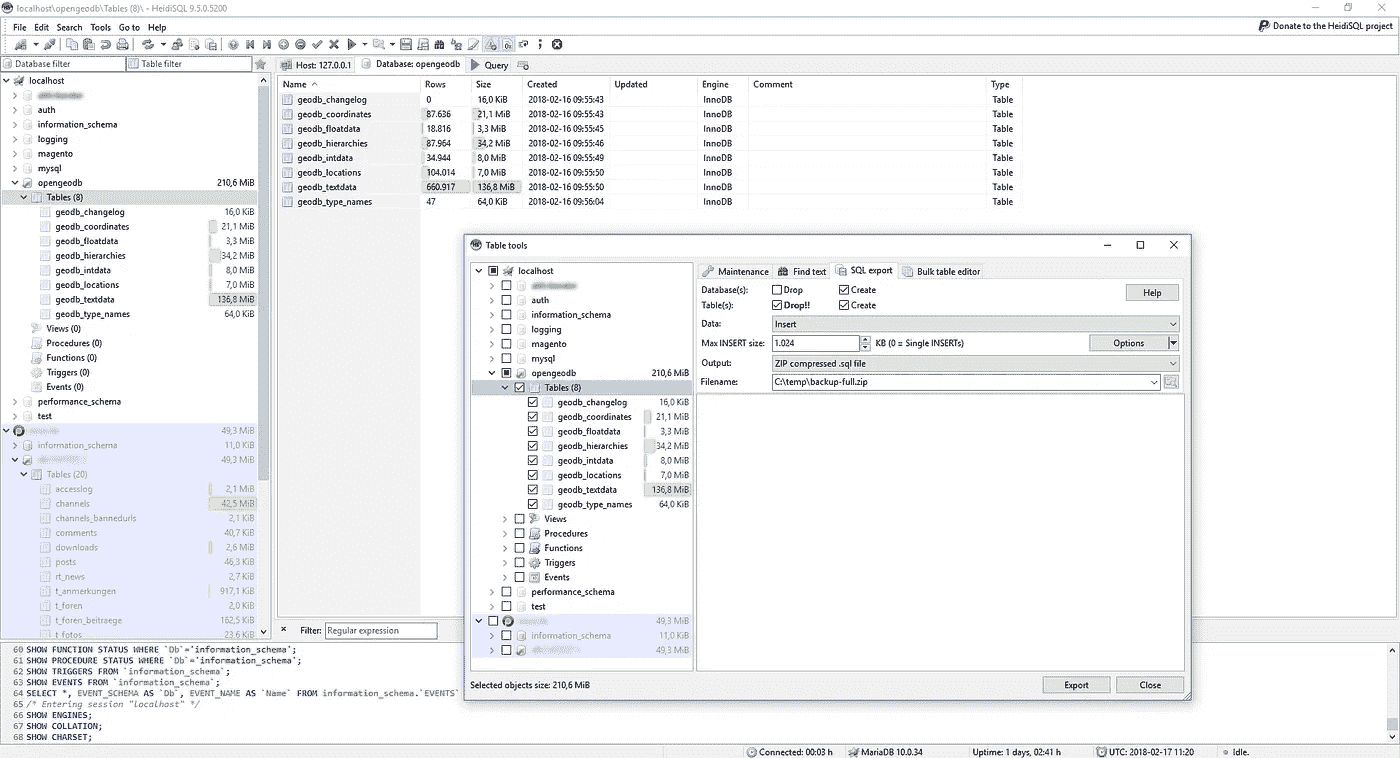 localhost\opengeodb\Tables (8)\ - HeidiSQL 9.5.0.5200
File Edit Search Tools Go to Help
Donate to the HeidiSQL project
Database filter
Table filter
localhost
auth
information_schema
logging
magento
mysql
opengeodb 210,6 MiB
Tables (8)
geodb_changelog 16,0 KiB
geodb_coordinates 21,1 MiB
geodb_floatdata 3,3 MiB
geodb_hierarchies 34,2 MiB
geodb_intdata 8,0 MiB
geodb_locations 7,0 MiB
geodb_textdata 136,8 MiB
geodb_type_names 64,0 KiB
Views (0)
Procedures (0)
Functions (0)
Triggers (0)
Events (0)
performance_schema
test
49,3 MiB
information_schema 11,0 KiB
49,3 MiB
Tables (20)
accesslog 2,1 MiB
channels 42,5 MiB
channels_bannedurls 2,1 KiB
comments 40,7 KiB
downloads 2,6 MiB
posts 46,3 KiB
rt_news 2,7 KiB
t_anmerkungen 917,1 KiB
t_foren 2,0 KiB
t_foren_beitraege 162,5 KiB
t_fotos 23,6 KiB
Host: 127.0.0.1 Database: opengeodb Query
Name Rows Size Created Updated Engine Comment Type
geodb_changelog 0 16,0 KiB 2018-02-16 09:55:43 InnoDB Table
geodb_coordinates 87.636 21,1 MiB 2018-02-16 09:55:43 InnoDB Table
geodb_floatdata 18.816 3,3 MiB 2018-02-16 09:55:45 InnoDB Table
geodb_hierarchies 87.964 34,2 MiB 2018-02-16 09:55:46 InnoDB Table
geodb_intdata 34.944 8,0 MiB 2018-02-16 09:55:49 InnoDB Table
geodb_locations 104.014 7,0 MiB 2018-02-16 09:55:50 InnoDB Table
geodb_textdata 660.917 136,8 MiB 2018-02-16 09:55:50 InnoDB Table
geodb_type_names 47 64,0 KiB 2018-02-16 09:56:04 InnoDB Table
Table tools
localhost
auth
information_schema
logging
magento
mysql
opengeodb 210,6 MiB
Tables (8)
geodb_changelog 16,0 KiB
geodb_coordinates 21,1 MiB
geodb_floatdata 3,3 MiB
geodb_hierarchies 34,2 MiB
geodb_intdata 8,0 MiB
geodb_locations 7,0 MiB
geodb_textdata 136,8 MiB
geodb_type_names 64,0 KiB
Views
Procedures
Functions
Triggers
Events
performance_schema
test
49,3 MiB
information_schema 11,0 KiB
49,3 MiB
Maintenance Find text SQL export Bulk table editor
Database(s): Drop Create
Help
Table(s): Drop!! Create
Data: Insert
Max INSERT size: 1.024 KB (0 = Single INSERTs) Options
Output: ZIP compressed .sql file
Filename: C:\temp\backup-full.zip
Selected objects size: 210,6 MiB
Export Close
Filter: Regular expression
60 SHOW FUNCTION STATUS WHERE `Db`='information_schema';
61 SHOW PROCEDURE STATUS WHERE `Db`='information_schema';
62 SHOW TRIGGERS FROM `information_schema`;
63 SHOW EVENTS FROM `information_schema`;
64 SELECT *, EVENT_SCHEMA AS `Db`, EVENT_NAME AS `Name` FROM information_schema.`EVENTS`
65 /* Entering session "localhost" */
66 SHOW ENGINES;
67 SHOW COLLATION;
68 SHOW CHARSET;
Connected: 00:03 h MariaDB 10.0.34 Uptime: 1 days, 02:41 h UTC: 2018-02-17 11:20 Idle.